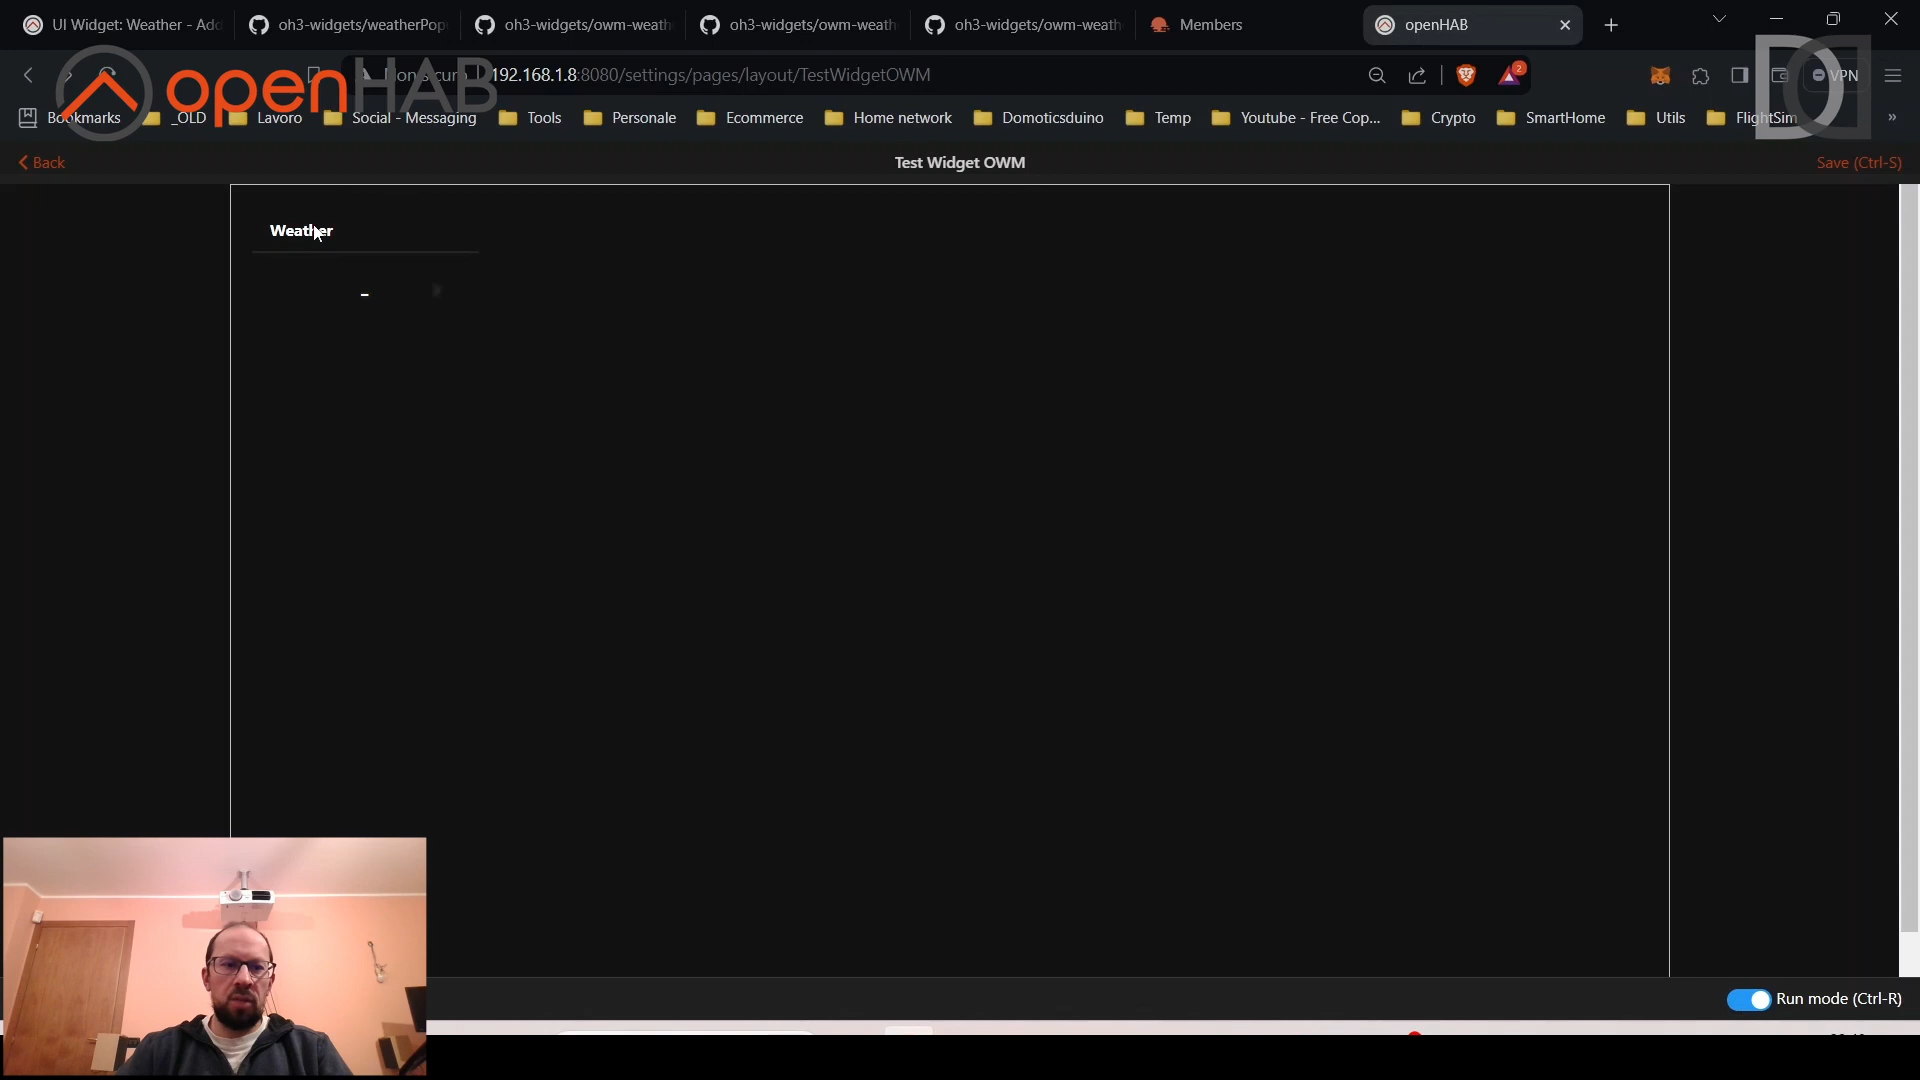 UI Widget: Weather - Add
oh3-widgets/weatherPop
oh3-widgets/owm-weath
oh3-widgets/owm-weath
oh3-widgets/owm-weath
Members
openHAB
openHAB
192.168.1.8:8080/settings/pages/layout/TestWidgetOWM
2
VPN
Bookmarks
_OLD
Lavoro
Social - Messaging
Tools
Personale
Ecommerce
Home network
Domoticsduino
Temp
Youtube - Free Cop...
Crypto
SmartHome
Utils
FlightSim
»
Back
Test Widget OWM
Save (Ctrl-S)
Weather
-
Run mode (Ctrl-R)